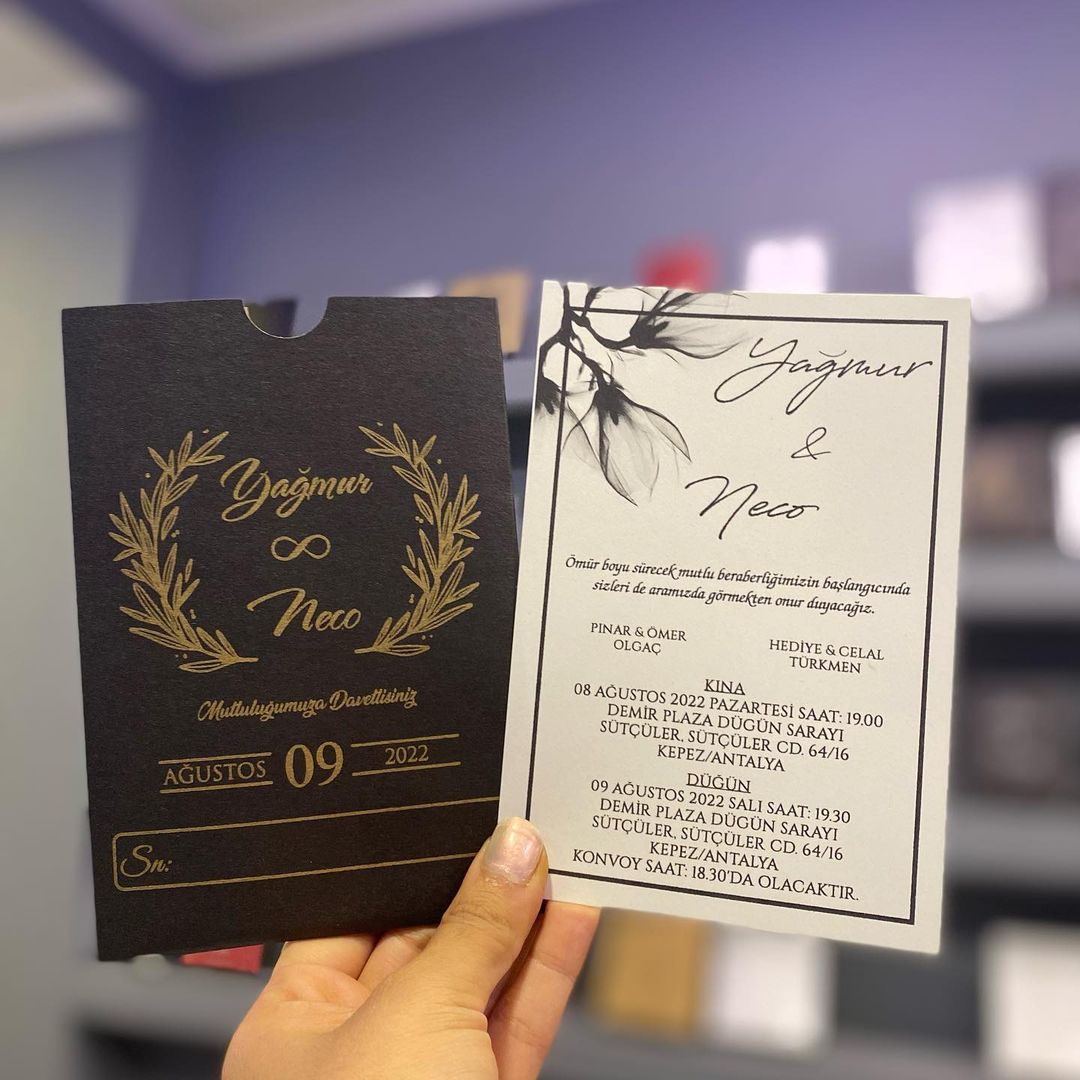 Yağmur
∞
Neco
Mutluluğumuza Davetlisiniz
AĞUSTOS 09 2022
Sn:
Yağmur
&
Neco
Ömür boyu sürecek mutlu beraberliğimizin başlangıcında
sizleri de aramızda görmekten onur duyacağız.
PINAR & ÖMER
OLGAÇ
HEDİYE & CELAL
TÜRKMEN
KINA
08 AĞUSTOS 2022 PAZARTESİ SAAT: 19.00
DEMİR PLAZA DÜGÜN SARAYI
SÜTÇÜLER, SÜTÇÜLER CD. 64/16
KEPEZ/ANTALYA
DÜĞÜN
09 AĞUSTOS 2022 SALI SAAT: 19.30
DEMİR PLAZA DÜGÜN SARAYI
SÜTÇÜLER, SÜTÇÜLER CD. 64/16
KEPEZ/ANTALYA
KONVOY SAAT: 18.30'DA OLACAKTIR.